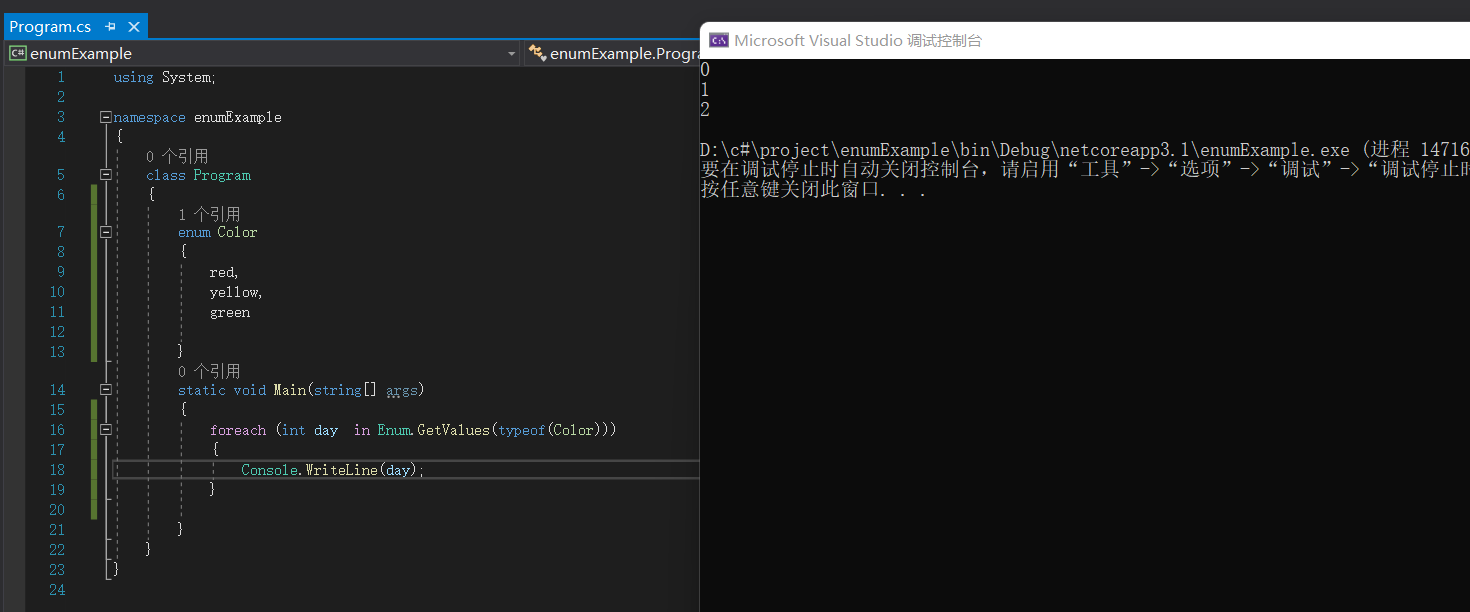 Program.cs
enumExample
enumExample.Progra
1 using System;
2
3 namespace enumExample
4 {
0 个引用
5 class Program
6 {
1 个引用
7 enum Color
8 {
9 red,
10 yellow,
11 green
12
13 }
0 个引用
14 static void Main(string[] args)
15 {
16 foreach (int day  in Enum.GetValues(typeof(Color)))
17 {
18 Console.WriteLine(day);
19 }
20
21 }
22 }
23 }
24
Microsoft Visual Studio 调试控制台
0
1
2
D:\c#\project\enumExample\bin\Debug\netcoreapp3.1\enumExample.exe (进程 14716
要在调试停止时自动关闭控制台，请启用“工具”->“选项”->“调试”->“调试停止时
按任意键关闭此窗口. . .